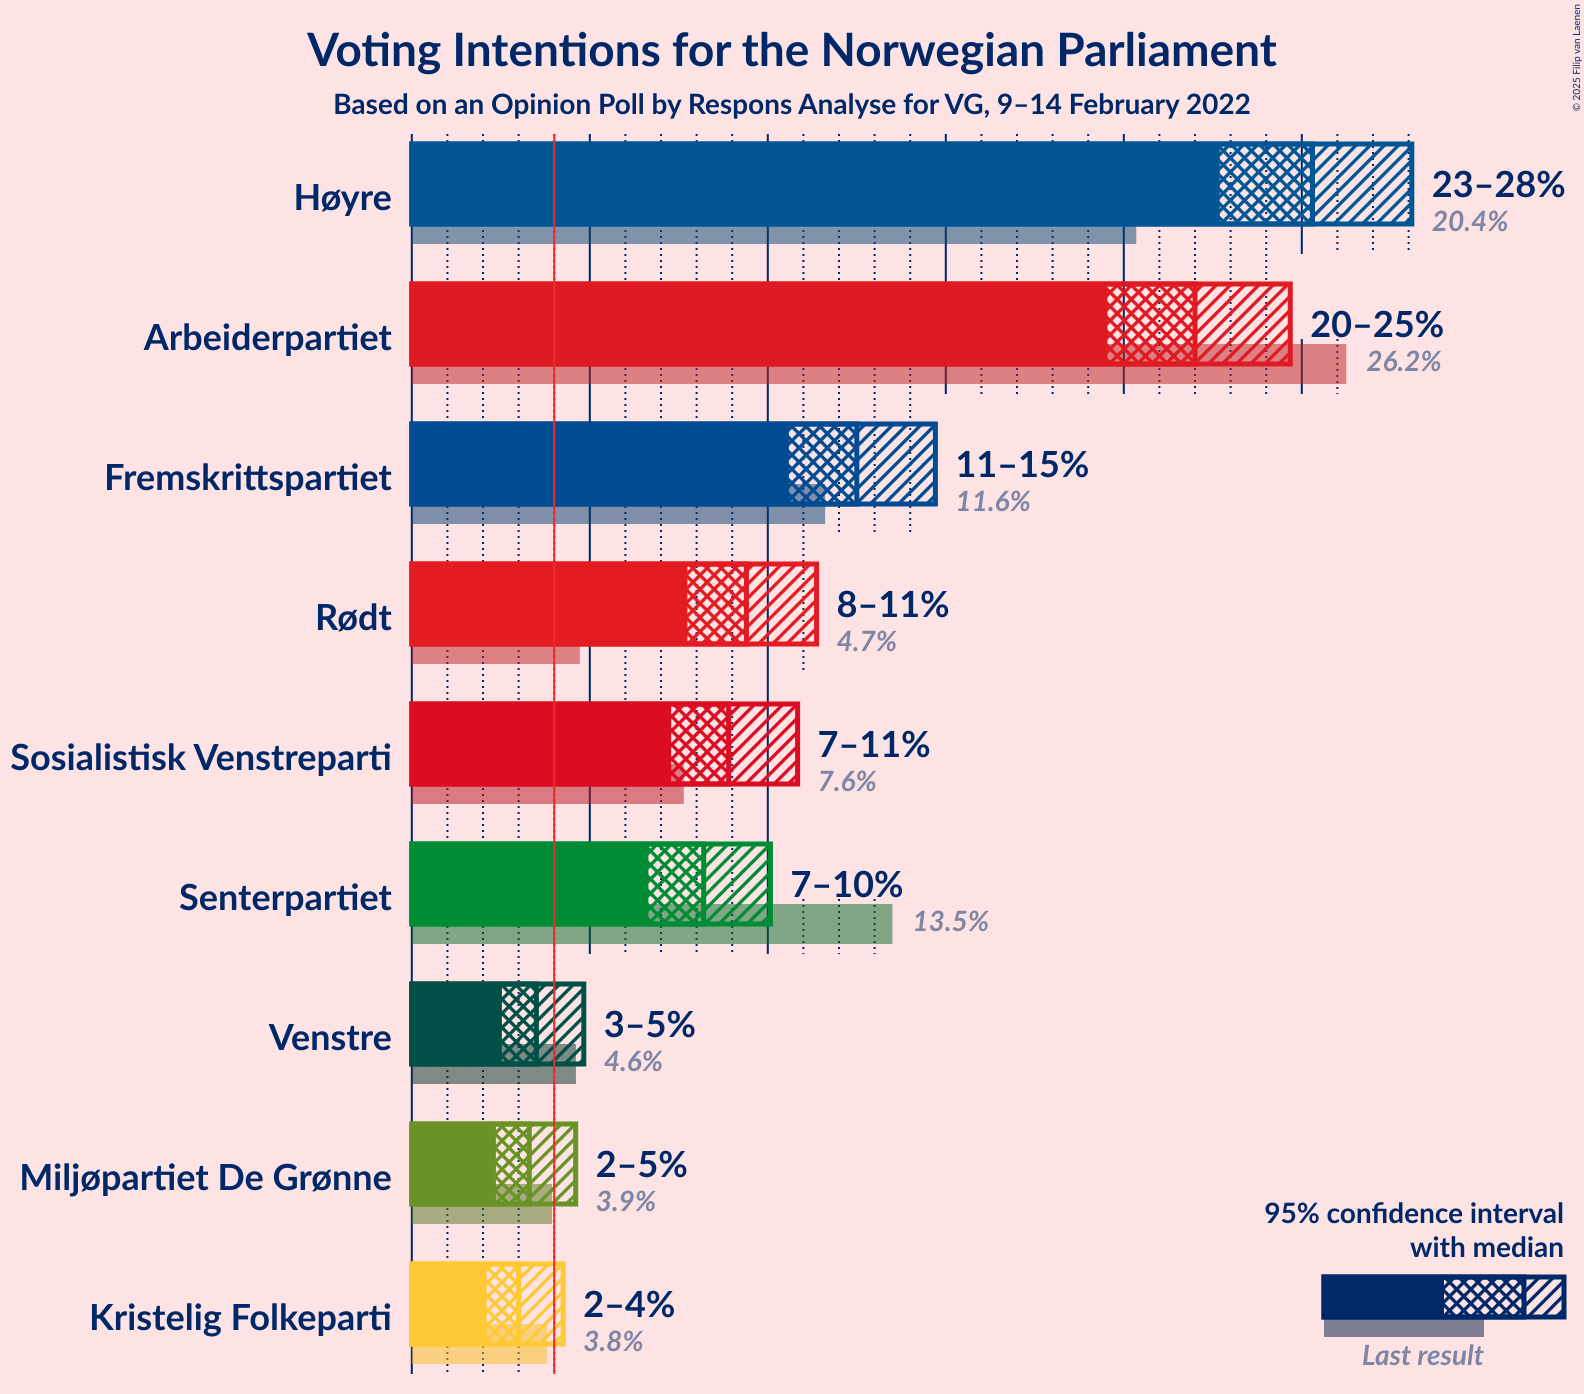 Voting Intentions for the Norwegian Parliament
Based on an Opinion Poll by Respons Analyse for VG, 9–14 February 2022
© 2025 Filip van Laenen
Høyre
23–28%
20.4%
Arbeiderpartiet
20–25%
26.2%
Fremskrittspartiet
11–15%
11.6%
Rødt
8–11%
4.7%
Sosialistisk Venstreparti
7–11%
7.6%
Senterpartiet
7–10%
13.5%
Venstre
3–5%
4.6%
Miljøpartiet De Grønne
2–5%
3.9%
Kristelig Folkeparti
2–4%
3.8%
95% confidence interval
with median
Last result